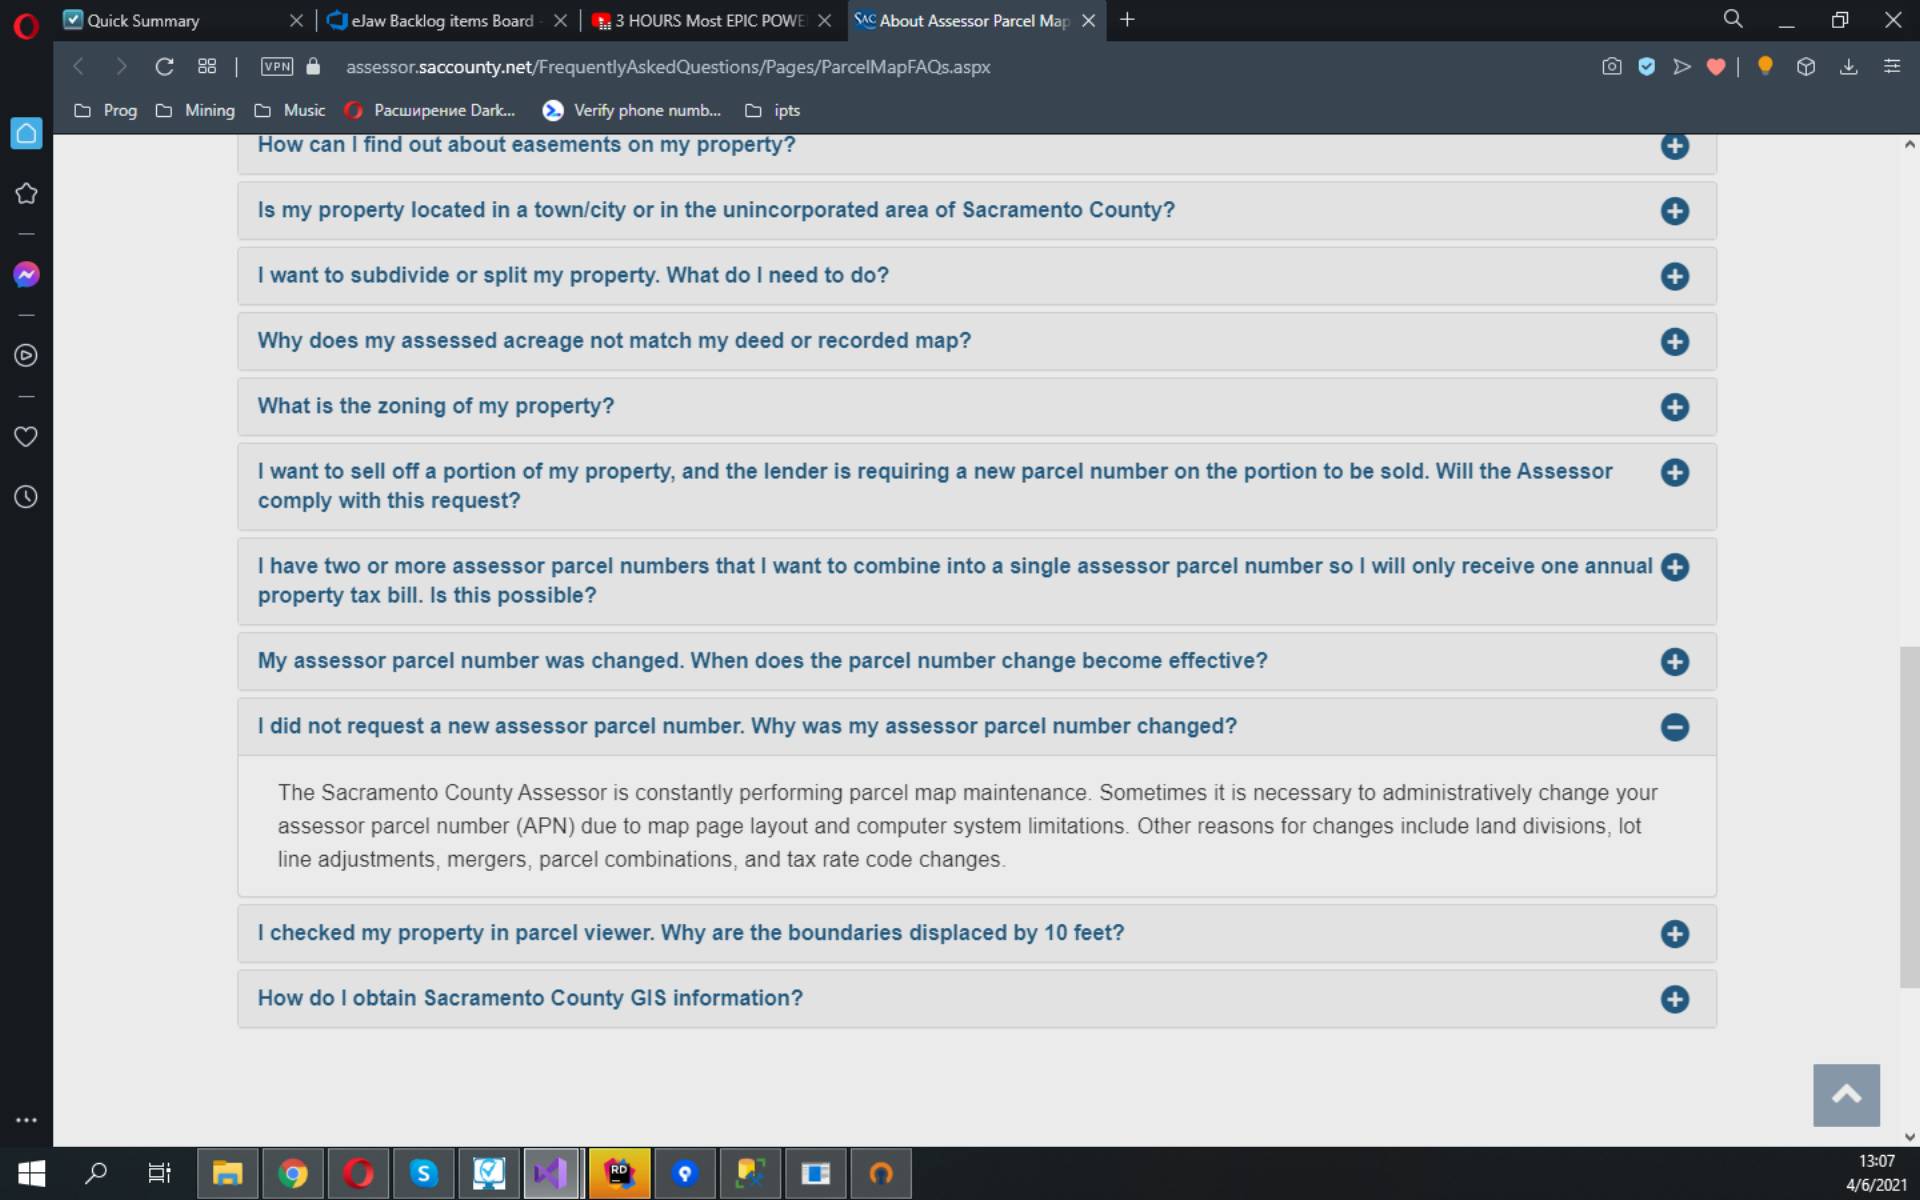 Quick Summary
eJaw Backlog items Board -
3 HOURS Most EPIC POWE
SAC About Assessor Parcel Map
VPN
assessor.saccounty.net/FrequentlyAskedQuestions/Pages/ParcelMapFAQs.aspx
Prog
Mining
Music
Расширение Dark...
Verify phone numb...
ipts
How can I find out about easements on my property?
Is my property located in a town/city or in the unincorporated area of Sacramento County?
I want to subdivide or split my property. What do I need to do?
Why does my assessed acreage not match my deed or recorded map?
What is the zoning of my property?
I want to sell off a portion of my property, and the lender is requiring a new parcel number on the portion to be sold. Will the Assessor
comply with this request?
I have two or more assessor parcel numbers that I want to combine into a single assessor parcel number so I will only receive one annual
property tax bill. Is this possible?
My assessor parcel number was changed. When does the parcel number change become effective?
I did not request a new assessor parcel number. Why was my assessor parcel number changed?
The Sacramento County Assessor is constantly performing parcel map maintenance. Sometimes it is necessary to administratively change your
assessor parcel number (APN) due to map page layout and computer system limitations. Other reasons for changes include land divisions, lot
line adjustments, mergers, parcel combinations, and tax rate code changes.
I checked my property in parcel viewer. Why are the boundaries displaced by 10 feet?
How do I obtain Sacramento County GIS information?
S
RD
13:07
4/6/2021